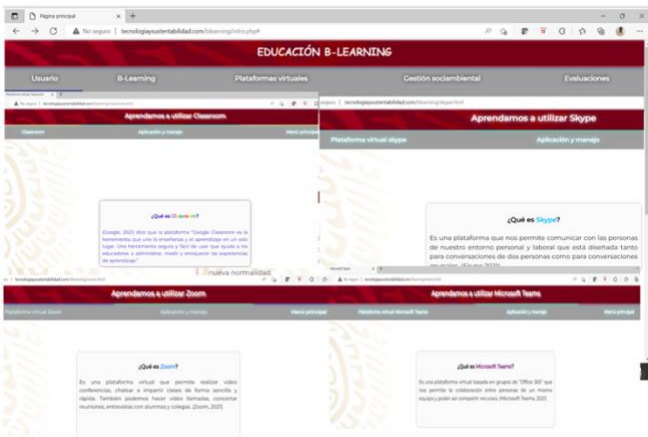 Página principal
No seguro | tecnologiaysustentabilidad.com/blearning/intro.php#
EDUCACIÓN B-LEARNING
Usuario B-Learning Plataformas virtuales Gestión sociambiental Evaluaciones
Aprendamos a utilizar Classroom
Classroom Aplicación y manejo Menú principal
¿Qué es Classroom?
(Google, 2021) dice que la plataforma "Google Classroom es la
herramienta que une la enseñanza y el aprendizaje en un solo
lugar. Una herramienta segura y fácil de usar que ayuda a los
educadores a administrar, medir y enriquecer las experiencias
de aprendizaje."
nueva normalidad.
Aprendamos a utilizar Skype
Plataforma virtual skype Aplicación y manejo
¿Qué es Skype?
Es una plataforma que nos permite comunicar con las personas
de nuestro entorno personal y laboral que está diseñada tanto
para conversaciones de dos personas como para conversaciones
Aprendamos a utilizar Zoom
Plataforma virtual Zoom Aplicación y manejo Menú principal
¿Qué es Zoom?
Es una plataforma virtual que permite realizar video
conferencias, chatear e impartir clases de forma sencilla y
rápida. También podemos hacer video llamadas, concertar
reuniones, entrevistas con alumnos y colegas. (Zoom, 2021)
Aprendamos a utilizar Microsoft Teams
Plataforma virtual Microsoft Teams Aplicación y manejo Menú principal
¿Qué es Microsoft Teams?
Es una plataforma virtual basada en grupos de "Office 365" que
nos permite la colaboración entre personas de un mismo
equipo y poder así compartir recursos. (Microsoft Teams, 2021)